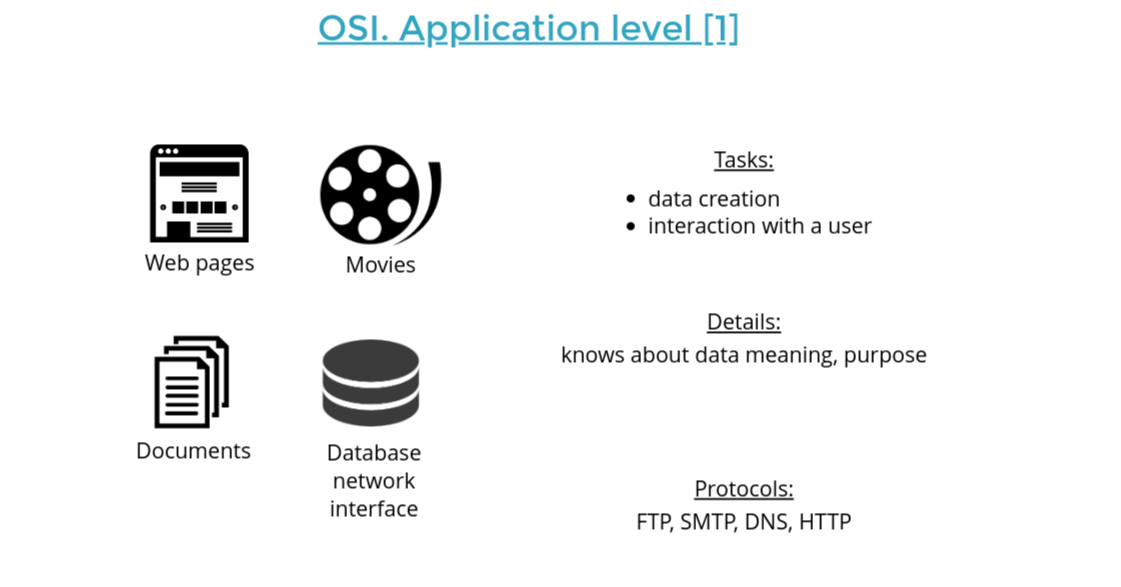 OSI. Application level [1]
Web pages
Movies
Documents
Database
network
interface
Tasks:
• data creation
• interaction with a user
Details:
knows about data meaning, purpose
Protocols:
FTP, SMTP, DNS, HTTP